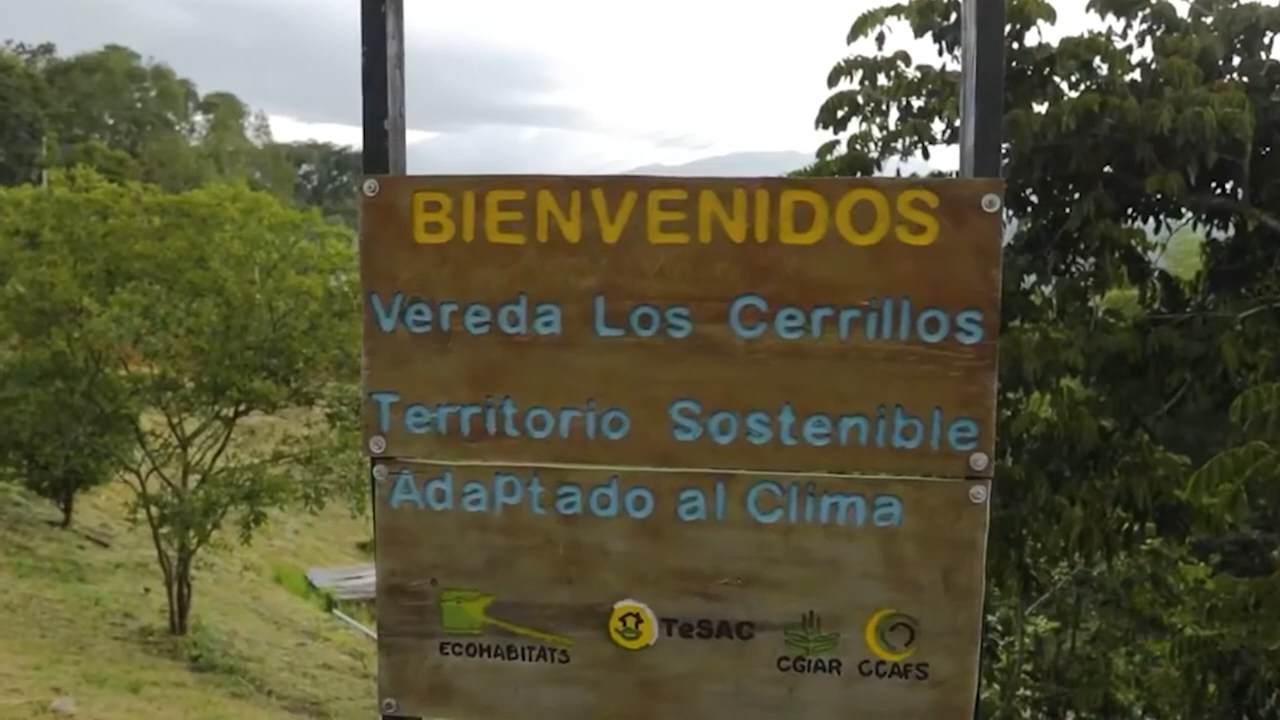 BIENVENIDOS
Vereda Los Cerrillos
Territorio Sostenible
Adaptado al Clima
ECOHABITATS TeSAC CGIAR CCAFS